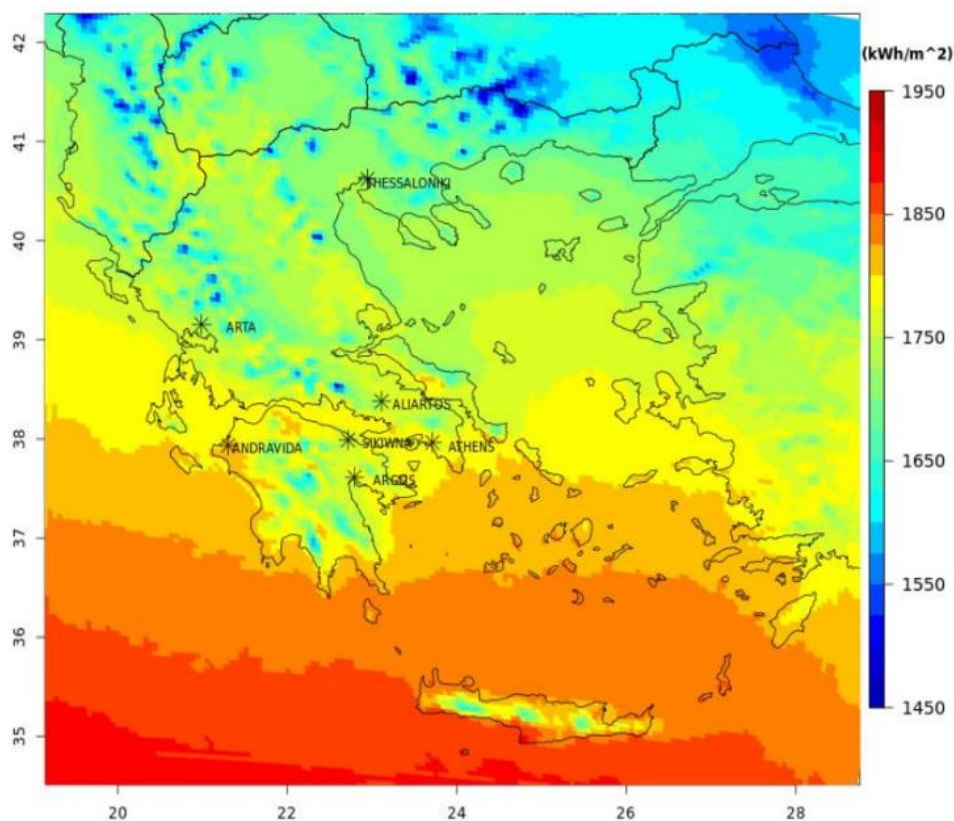 (kWh/m^2)
42
41
40
39
38
37
36
35
20
22
24
26
28
1950
1850
1750
1650
1550
1450
THESSALONIKI
ARTA
ALIARTOS
ANDRAVIDA
SIKIWNA
ATHENS
ARGOS